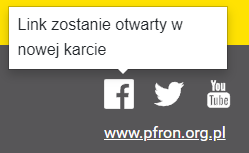 Link zostanie otwarty w
nowej karcie
You
Tube
www.pfron.org.pl